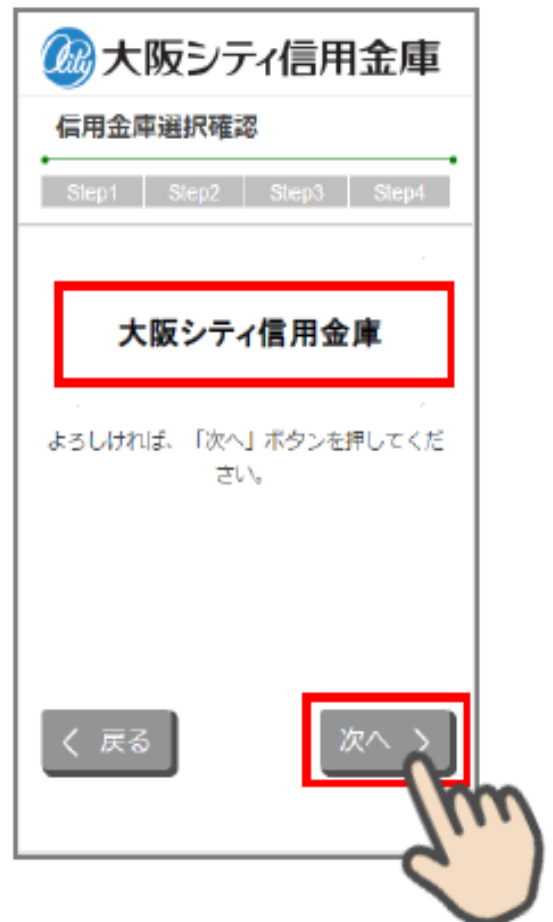 City 大阪シティ信用金庫
信用金庫選択確認
Step1 Step2 Step3 Step4
大阪シティ信用金庫
よろしければ、「次へ」ボタンを押してくだ
さい。
戻る 次へ